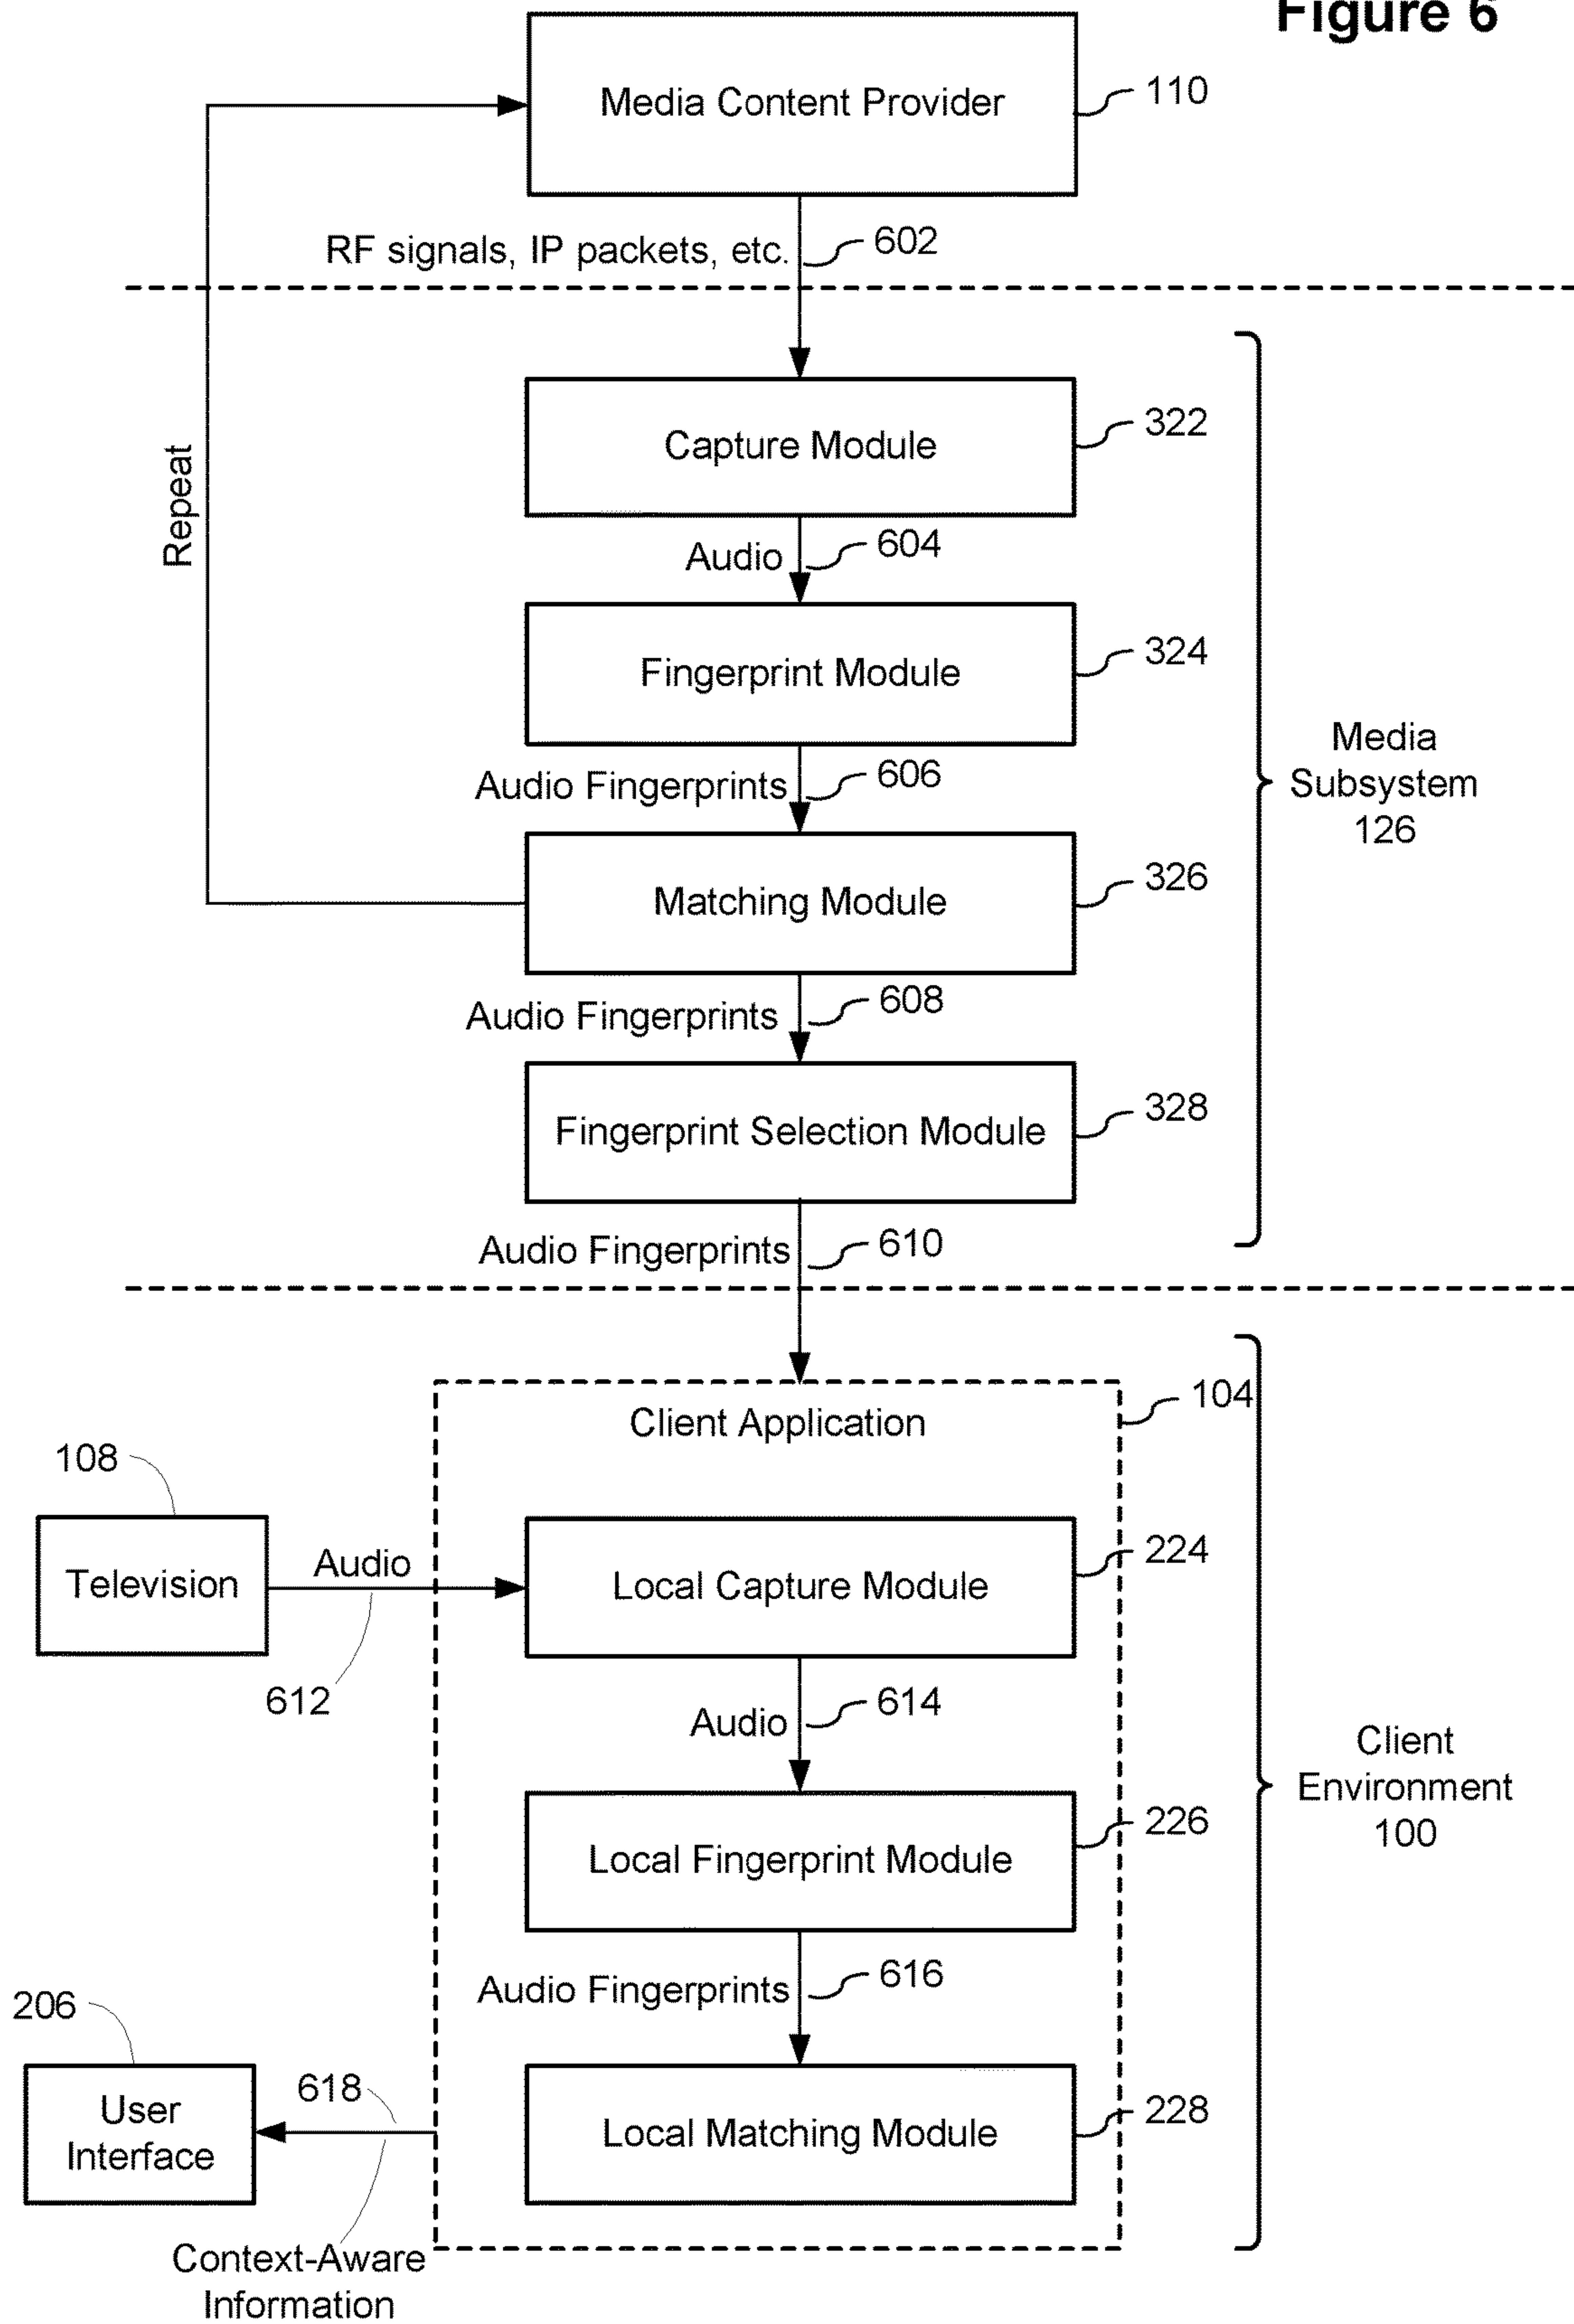 Figure 6
Media Content Provider
110
RF signals, IP packets, etc.
602
Capture Module
322
Repeat
Audio
604
Fingerprint Module
324
Media
Subsystem
126
Audio Fingerprints
606
Matching Module
326
Audio Fingerprints
608
Fingerprint Selection Module
328
Audio Fingerprints
610
Client Application
104
108
Television
Audio
612
Local Capture Module
224
Audio
614
Client
Environment
100
Local Fingerprint Module
226
Audio Fingerprints
616
206
User
Interface
618
Local Matching Module
228
Context-Aware
Information